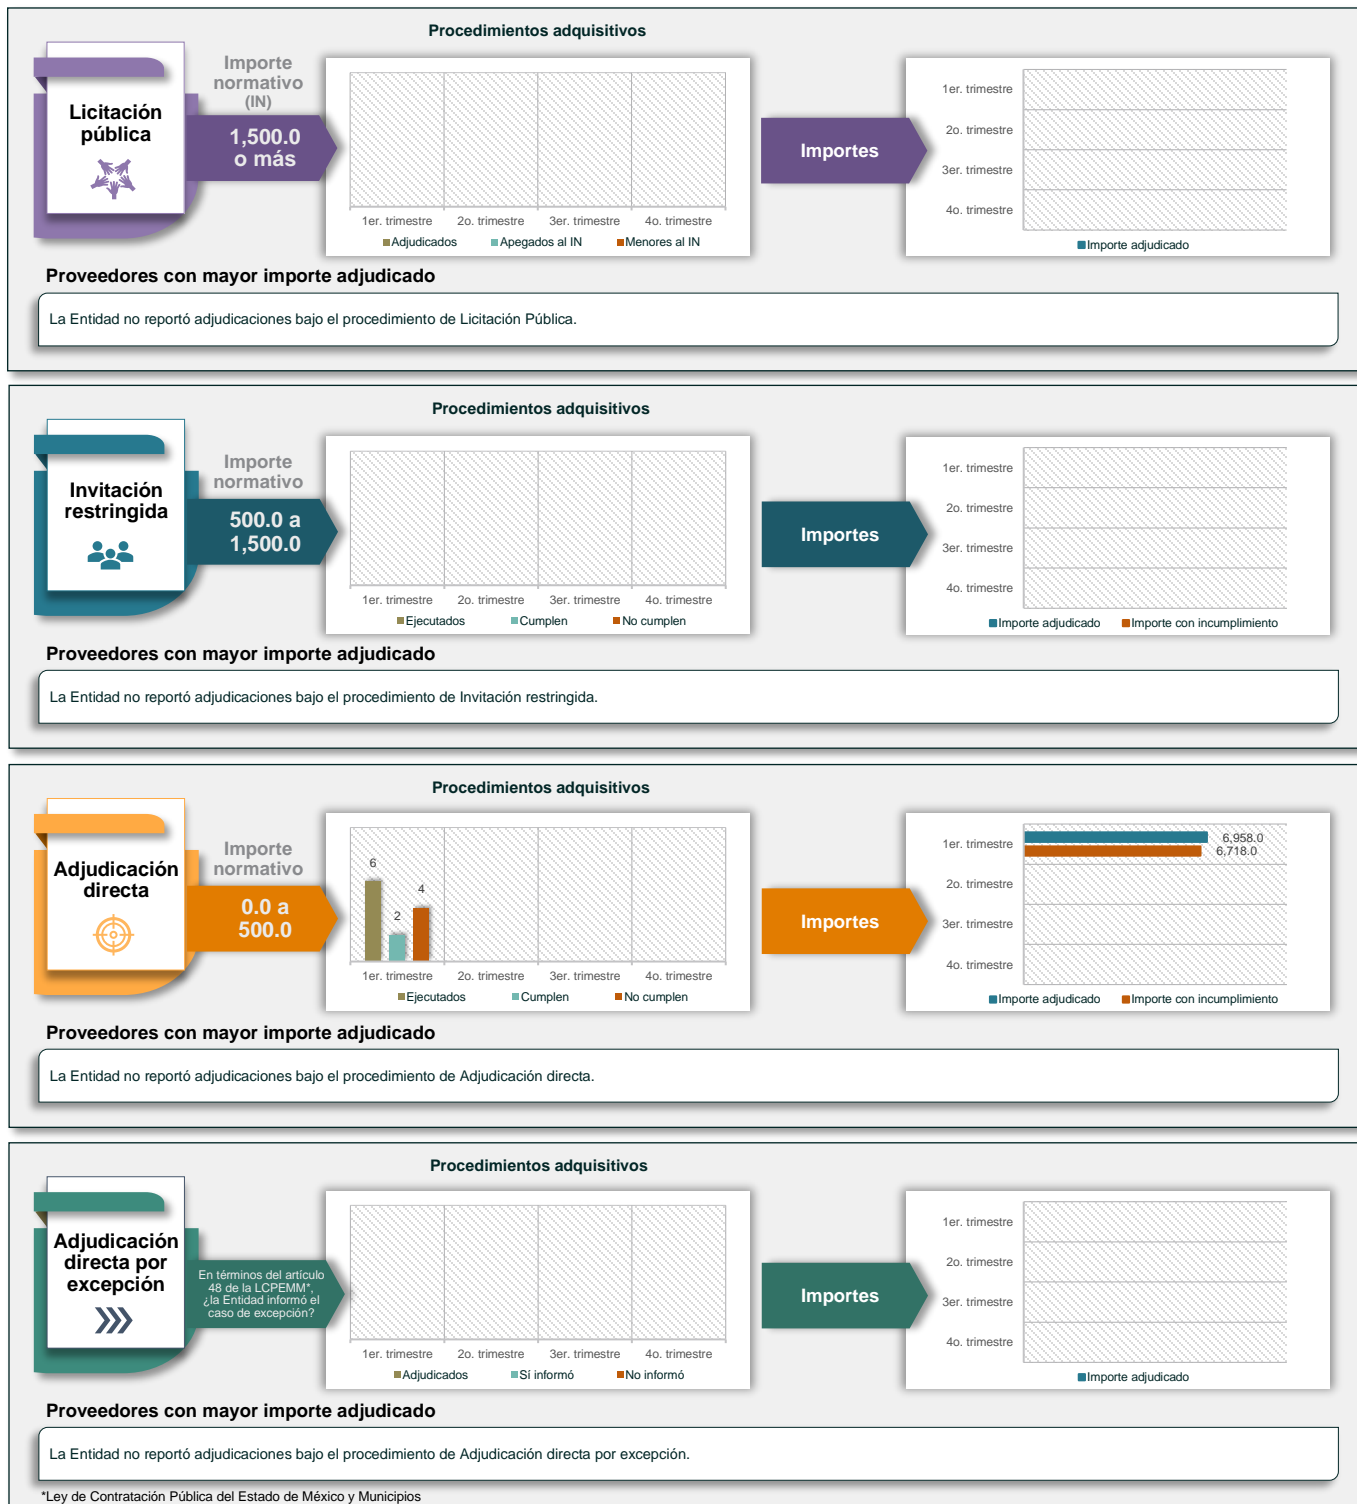 Procedimientos adquisitivos
Licitación
pública
Importe
normativo
(IN)
1,500.0
o más
1er. trimestre 2o. trimestre 3er. trimestre 4o. trimestre
Adjudicados Apegados al IN Menores al IN
Importes
1er. trimestre
2o. trimestre
3er. trimestre
4o. trimestre
Importe adjudicado
Proveedores con mayor importe adjudicado
La Entidad no reportó adjudicaciones bajo el procedimiento de Licitación Pública.
Procedimientos adquisitivos
Invitación
restringida
Importe
normativo
500.0 a
1,500.0
1er. trimestre 2o. trimestre 3er. trimestre 4o. trimestre
Ejecutados Cumplen No cumplen
Importes
1er. trimestre
2o. trimestre
3er. trimestre
4o. trimestre
Importe adjudicado Importe con incumplimiento
Proveedores con mayor importe adjudicado
La Entidad no reportó adjudicaciones bajo el procedimiento de Invitación restringida.
Procedimientos adquisitivos
Adjudicación
directa
Importe
normativo
0.0 a
500.0
6
2
4
1er. trimestre 2o. trimestre 3er. trimestre 4o. trimestre
Ejecutados Cumplen No cumplen
Importes
1er. trimestre
6,958.0
6,718.0
2o. trimestre
3er. trimestre
4o. trimestre
Importe adjudicado Importe con incumplimiento
Proveedores con mayor importe adjudicado
La Entidad no reportó adjudicaciones bajo el procedimiento de Adjudicación directa.
Procedimientos adquisitivos
Adjudicación
directa por
excepción
En términos del artículo
48 de la LCPEMM*,
¿la Entidad informó el
caso de excepción?
1er. trimestre 2o. trimestre 3er. trimestre 4o. trimestre
Adjudicados Sí informó No informó
Importes
1er. trimestre
2o. trimestre
3er. trimestre
4o. trimestre
Importe adjudicado
Proveedores con mayor importe adjudicado
La Entidad no reportó adjudicaciones bajo el procedimiento de Adjudicación directa por excepción.
*Ley de Contratación Pública del Estado de México y Municipios